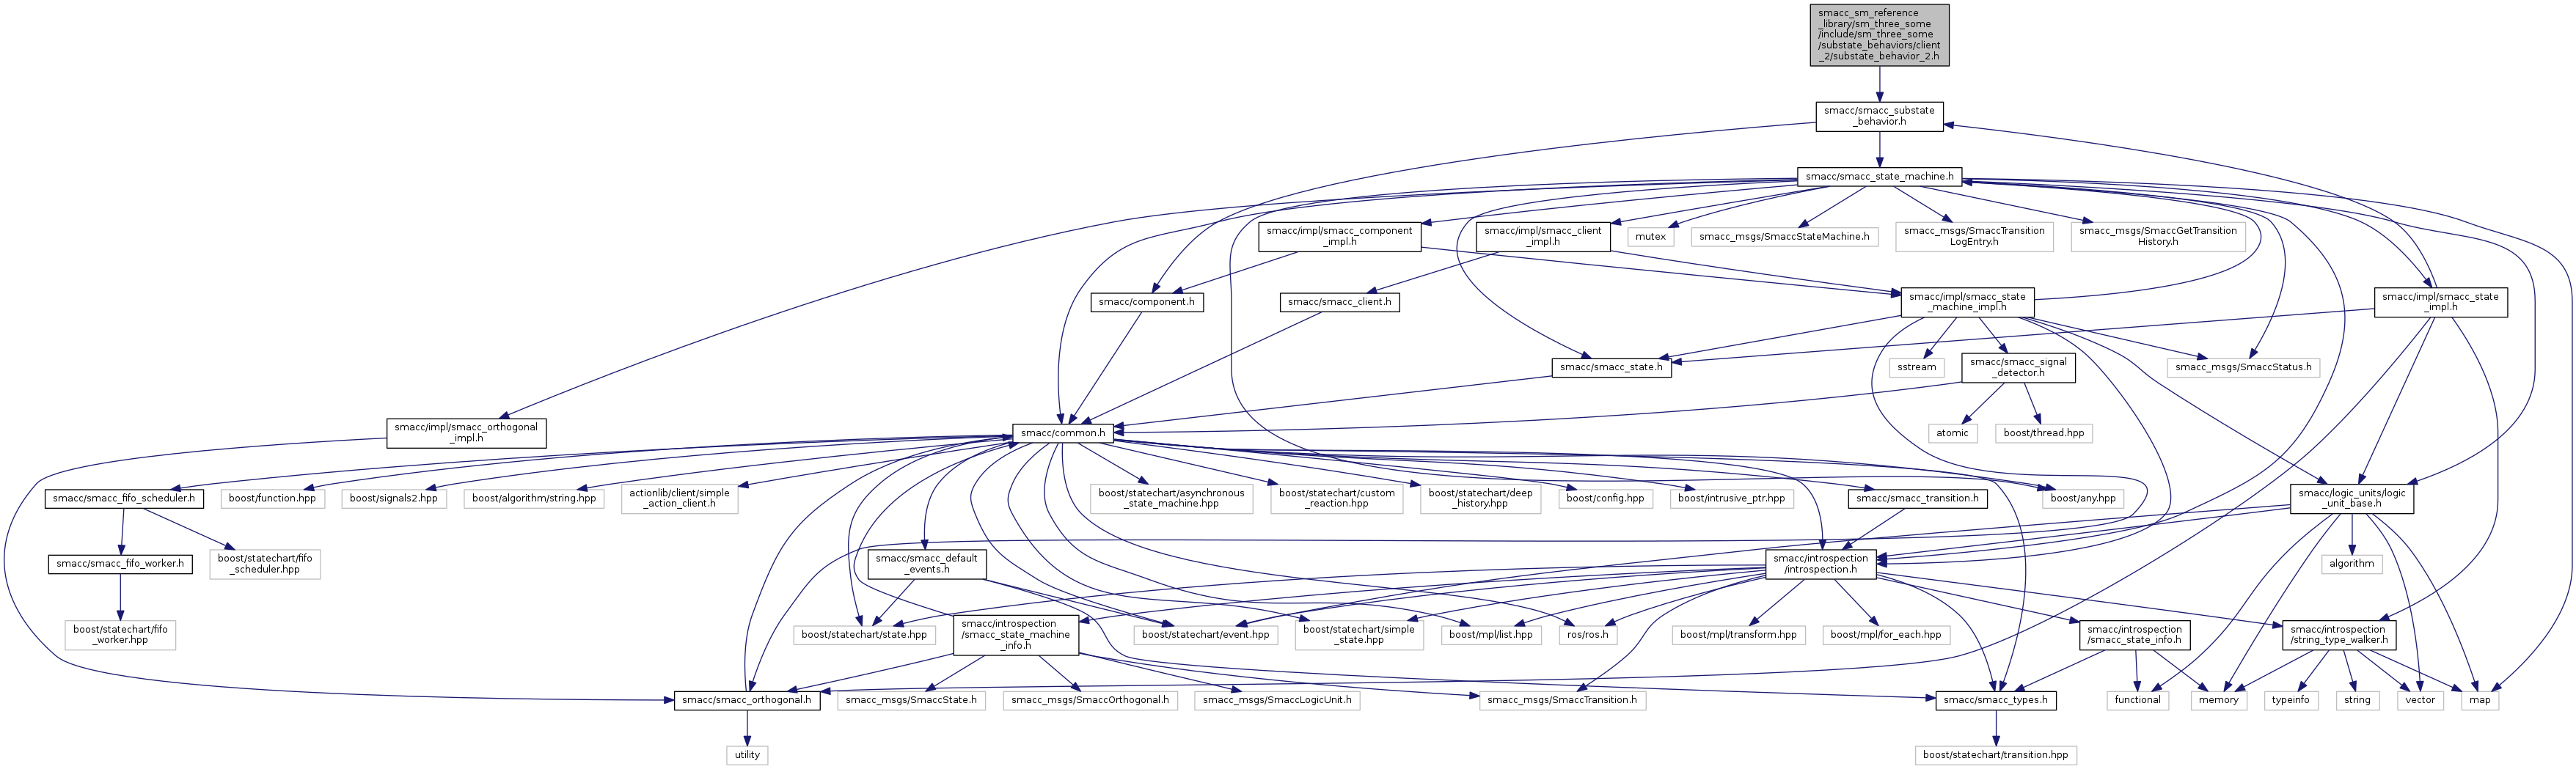 smacc_sm_reference
_library/sm_three_some
/include/sm_three_some
/substate_behaviors/client
_2/substate_behavior_2.h
smacc/smacc_substate
_behavior.h
smacc/smacc_state_machine.h
smacc/impl/smacc_component
_impl.h
smacc/impl/smacc_client
_impl.h
mutex
smacc_msgs/SmaccStateMachine.h
smacc_msgs/SmaccTransition
LogEntry.h
smacc_msgs/SmaccGetTransition
History.h
smacc/component.h
smacc/smacc_client.h
smacc/impl/smacc_state
_machine_impl.h
smacc/impl/smacc_state
_impl.h
smacc/smacc_state.h
sstream
smacc/smacc_signal
_detector.h
smacc_msgs/SmaccStatus.h
smacc/impl/smacc_orthogonal
_impl.h
smacc/common.h
atomic
boost/thread.hpp
smacc/smacc_fifo_scheduler.h
boost/function.hpp
boost/signals2.hpp
boost/algorithm/string.hpp
actionlib/client/simple
_action_client.h
boost/statechart/asynchronous
_state_machine.hpp
boost/statechart/custom
_reaction.hpp
boost/statechart/deep
_history.hpp
boost/config.hpp
boost/intrusive_ptr.hpp
smacc/smacc_transition.h
boost/any.hpp
smacc/logic_units/logic
_unit_base.h
smacc/smacc_fifo_worker.h
boost/statechart/fifo
_scheduler.hpp
smacc/smacc_default
_events.h
smacc/introspection
/introspection.h
algorithm
boost/statechart/fifo
_worker.hpp
boost/statechart/state.hpp
smacc/introspection
/smacc_state_machine
_info.h
boost/statechart/event.hpp
boost/statechart/simple
_state.hpp
boost/mpl/list.hpp
ros/ros.h
boost/mpl/transform.hpp
boost/mpl/for_each.hpp
smacc/introspection
/smacc_state_info.h
smacc/introspection
/string_type_walker.h
smacc/smacc_orthogonal.h
smacc_msgs/SmaccState.h
smacc_msgs/SmaccOrthogonal.h
smacc_msgs/SmaccLogicUnit.h
smacc_msgs/SmaccTransition.h
smacc/smacc_types.h
functional
memory
typeinfo
string
vector
map
utility
boost/statechart/transition.hpp